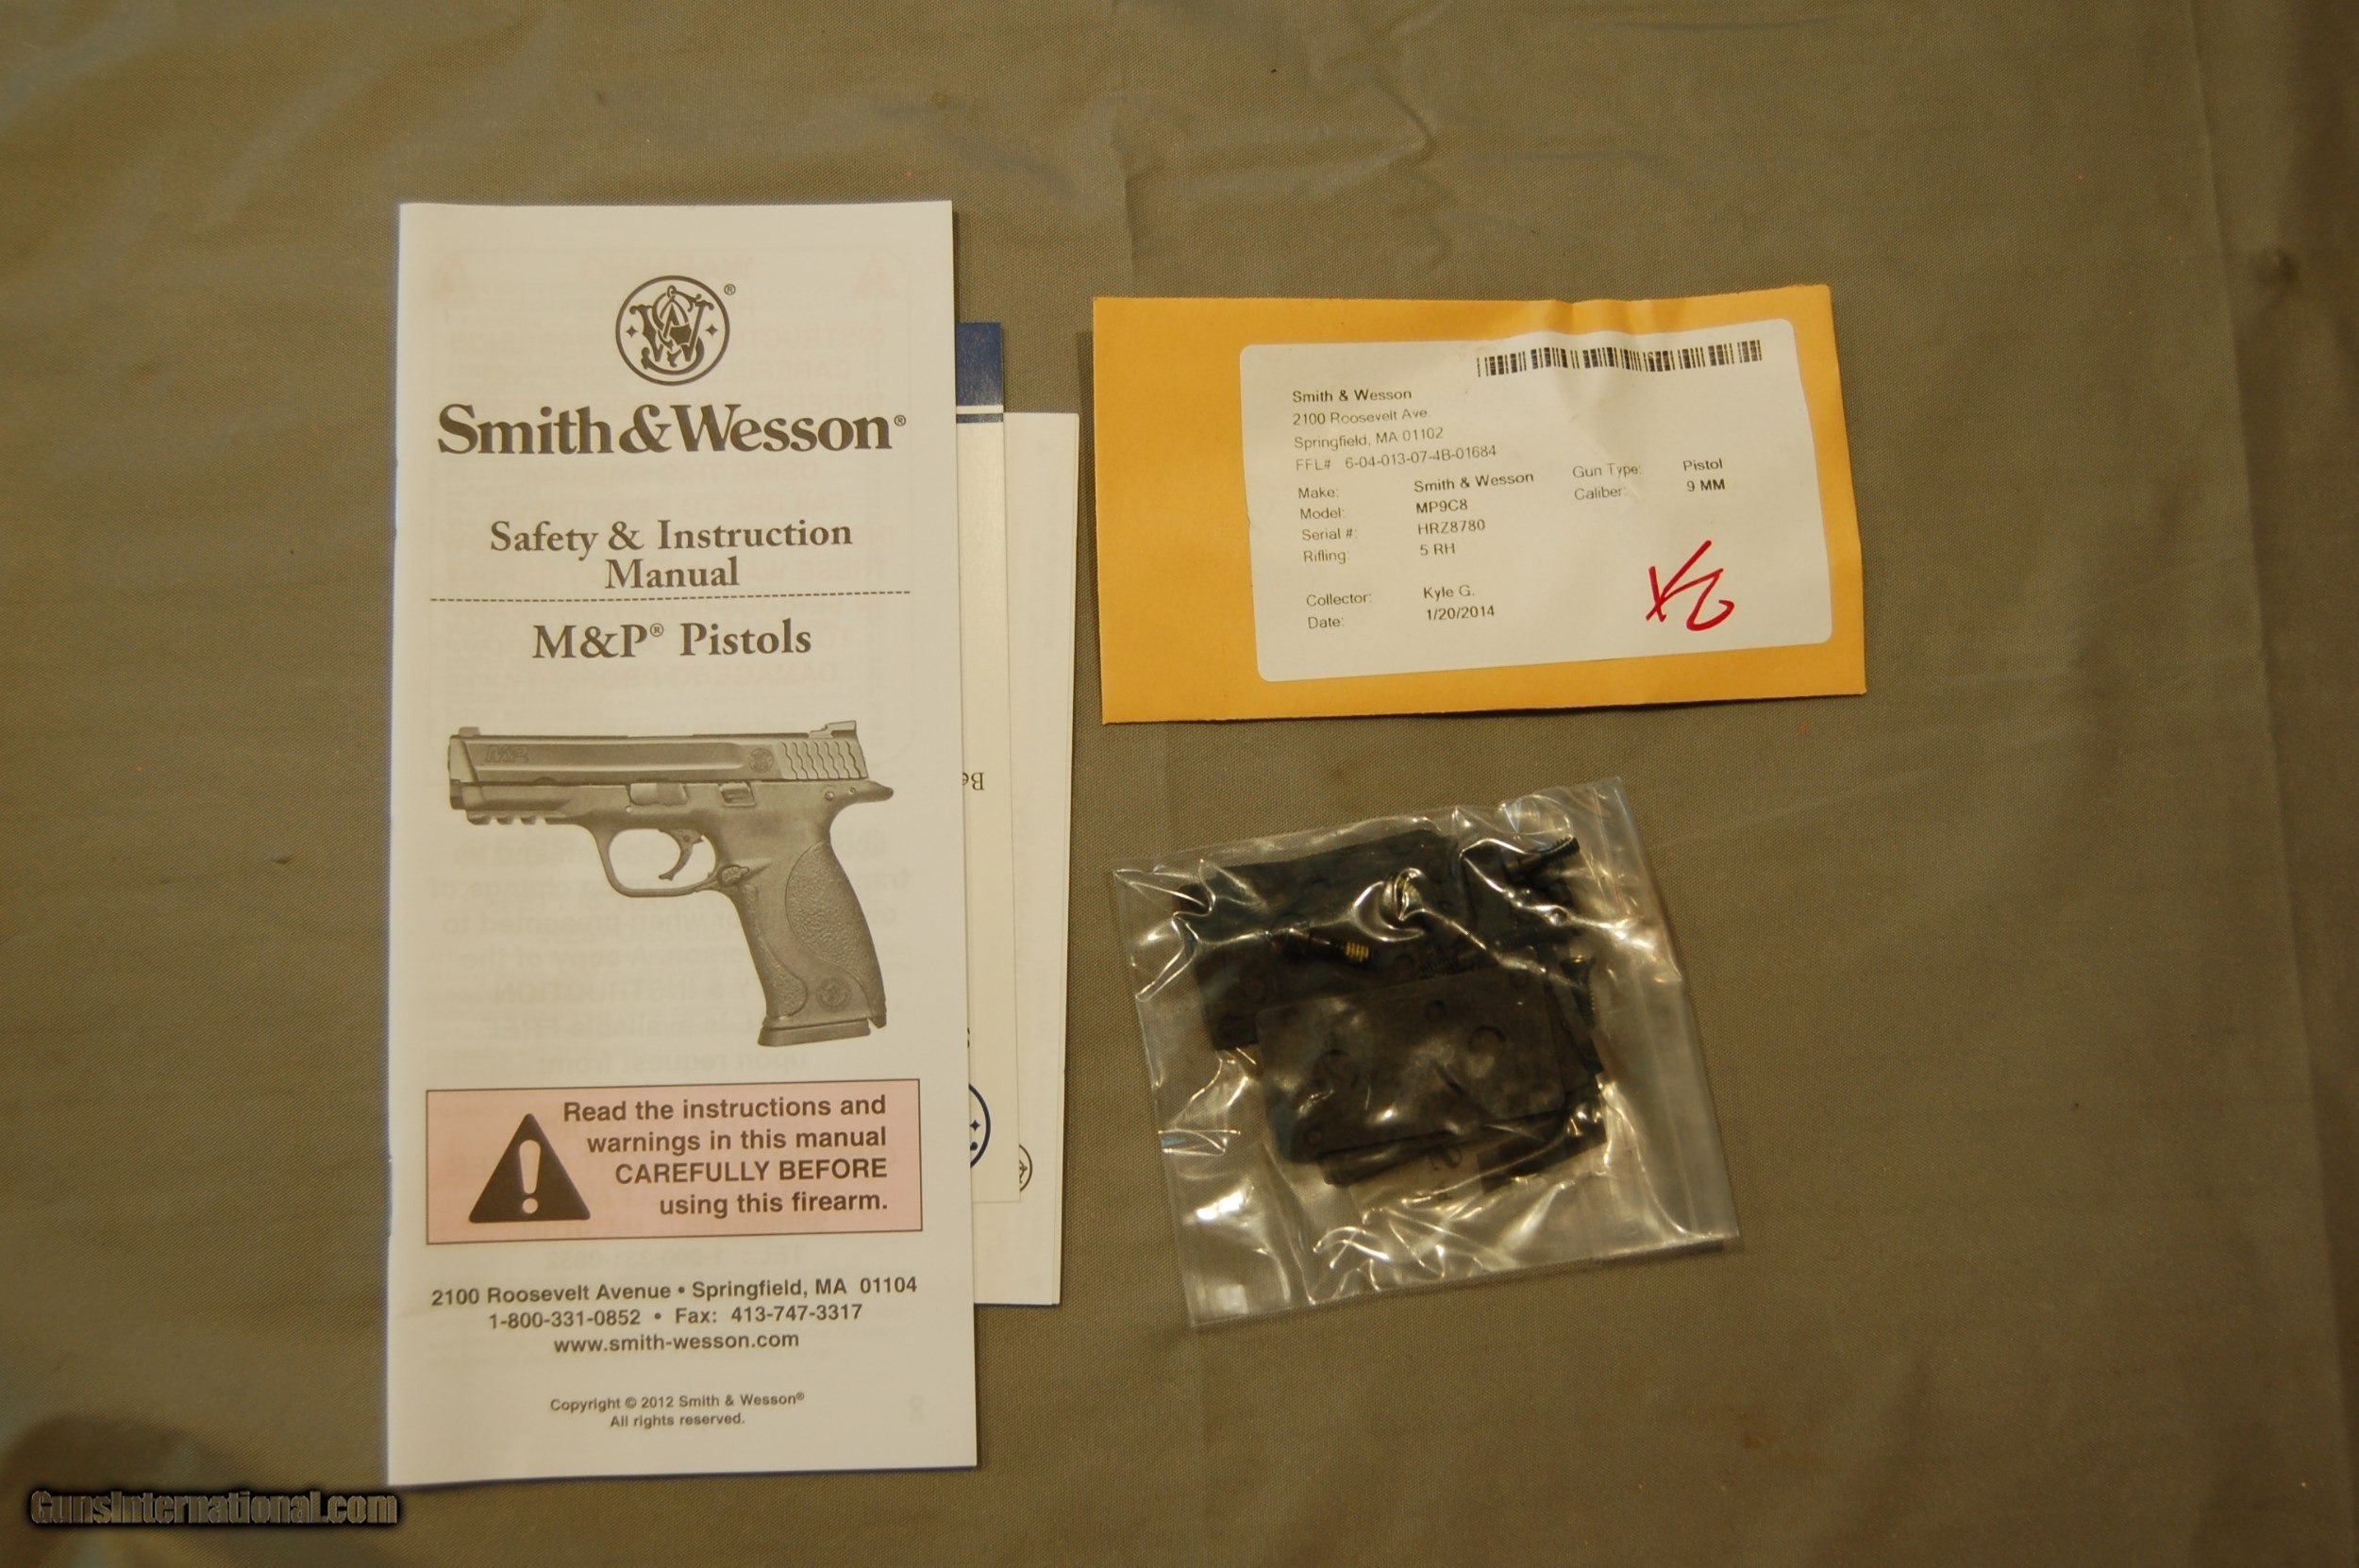 Smith & Wesson®
Safety & Instruction
Manual
M&P® Pistols
M&P
Read the instructions and
warnings in this manual
CAREFULLY BEFORE
using this firearm.
2100 Roosevelt Avenue • Springfield, MA 01104
1-800-331-0852 • Fax: 413-747-3317
www.smith-wesson.com
Copyright © 2012 Smith & Wesson®
All rights reserved.
Be
Smith & Wesson
2100 Roosevelt Ave.
Springfield, MA 01102
FFL# 6-04-013-07-4B-01684
Make: Smith & Wesson Gun Type: Pistol
Model: MP9C8 Caliber: 9 MM
Serial #: HRZ8780
Rifling: 5 RH
Collector: Kyle G.
Date: 1/20/2014
GunsInternational.com